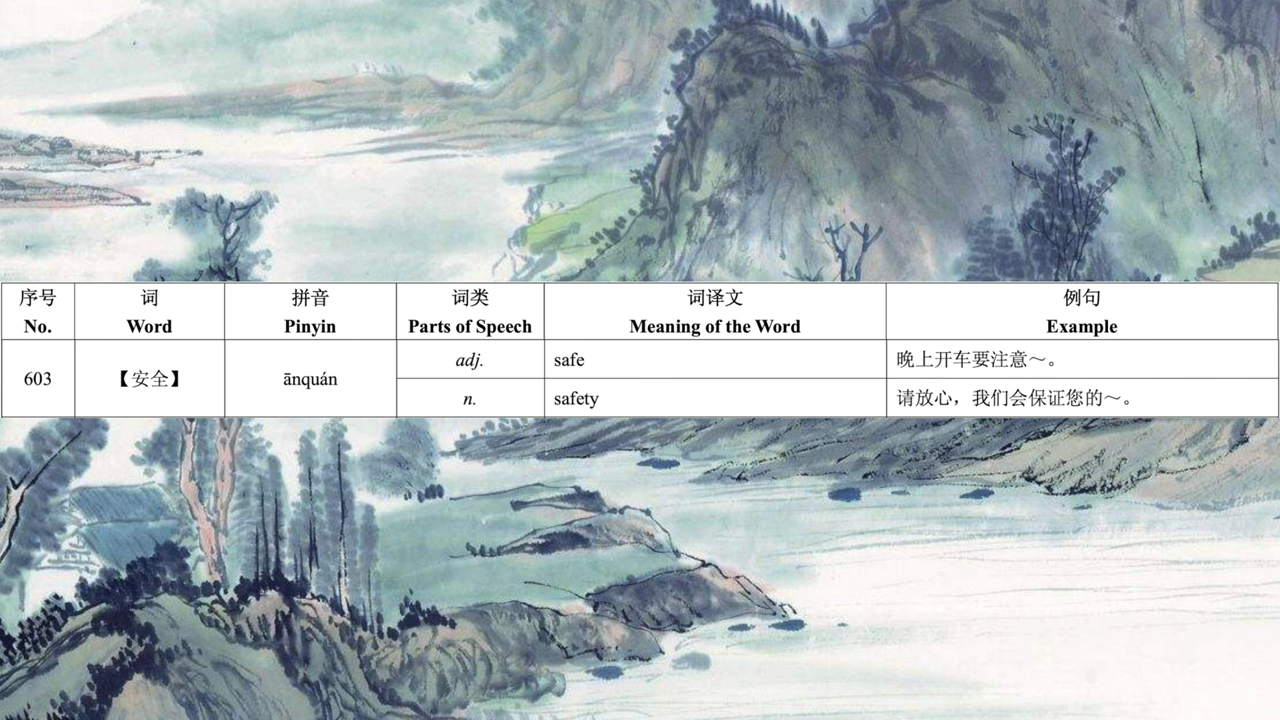 序号 词 拼音 词类 词译文 例句
No. Word Pinyin Parts of Speech Meaning of the Word Example
603 【安全】 ānquán adj. safe 晚上开车要注意～。
n. safety 请放心，我们会保证您的～。